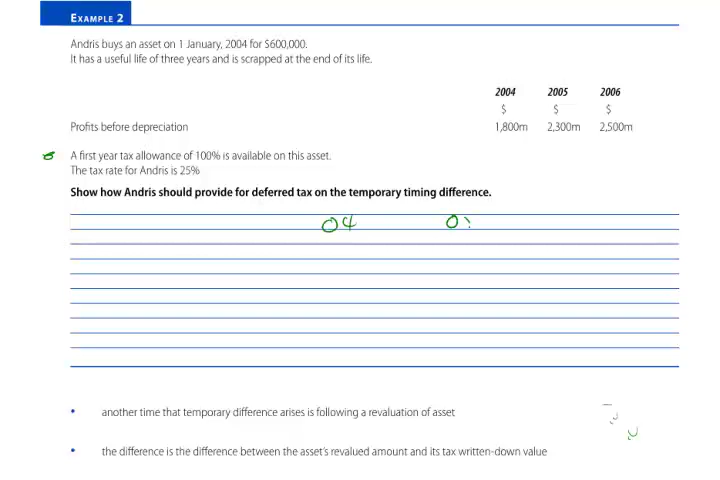 EXAMPLE 2
Andris buys an asset on 1 January, 2004 for $600,000.
It has a useful life of three years and is scrapped at the end of its life.
2004 2005 2006
$ $ $
Profits before depreciation 1,800m 2,300m 2,500m
A first year tax allowance of 100% is available on this asset.
The tax rate for Andris is 25%
Show how Andris should provide for deferred tax on the temporary timing difference.
04 0
• another time that temporary difference arises is following a revaluation of asset
• the difference is the difference between the asset's revalued amount and its tax written-down value